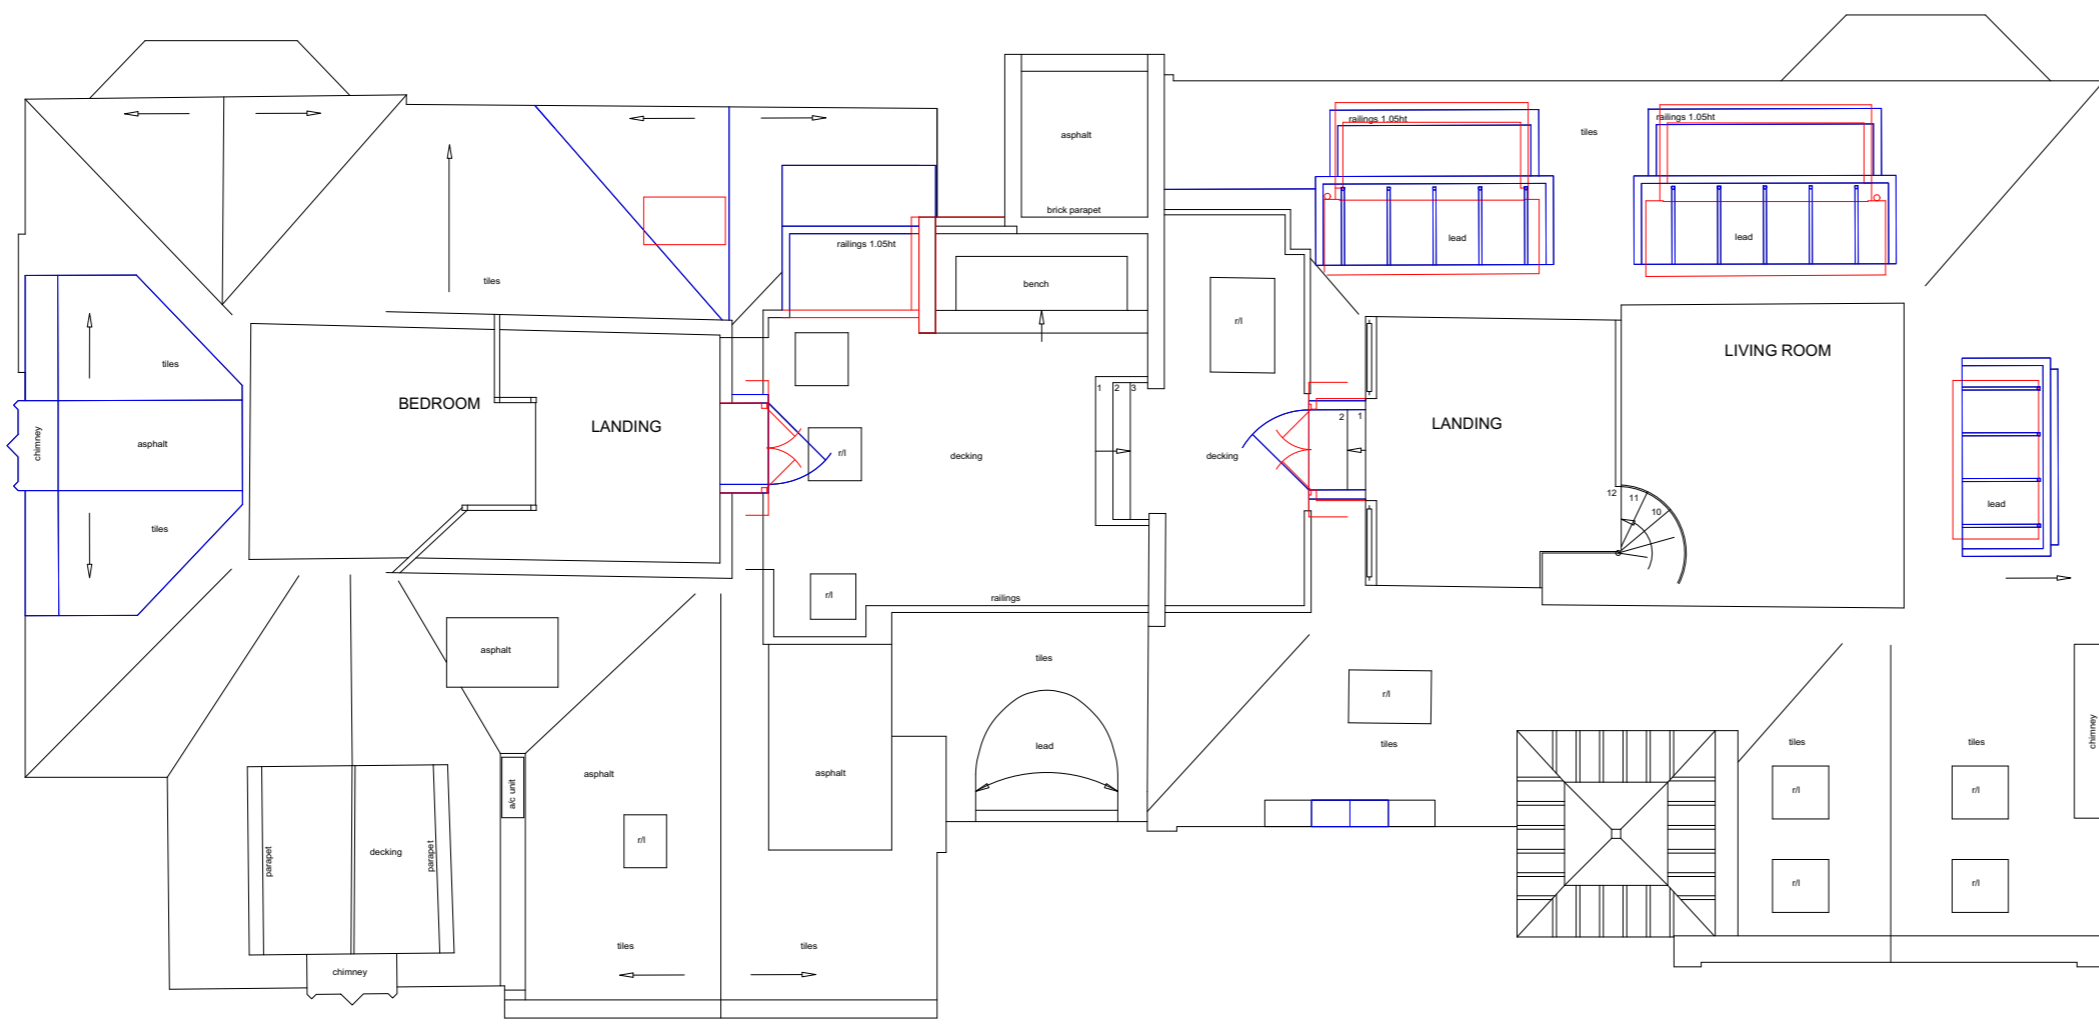 railings 1.05ht
railings 1.05ht
tiles
asphalt
brick parapet
railings 1.05ht
lead
lead
tiles
bench
r/l
tiles
LIVING ROOM
1
2
3
BEDROOM
LANDING
2
1
LANDING
chimney
asphalt
r/l
decking
decking
12
11
10
lead
tiles
r/l
railings
asphalt
tiles
r/l
chimney
lead
tiles
tiles
tiles
asphalt
asphalt
a/c unit
r/l
r/l
r/l
parapet
decking
parapet
r/l
r/l
tiles
tiles
chimney